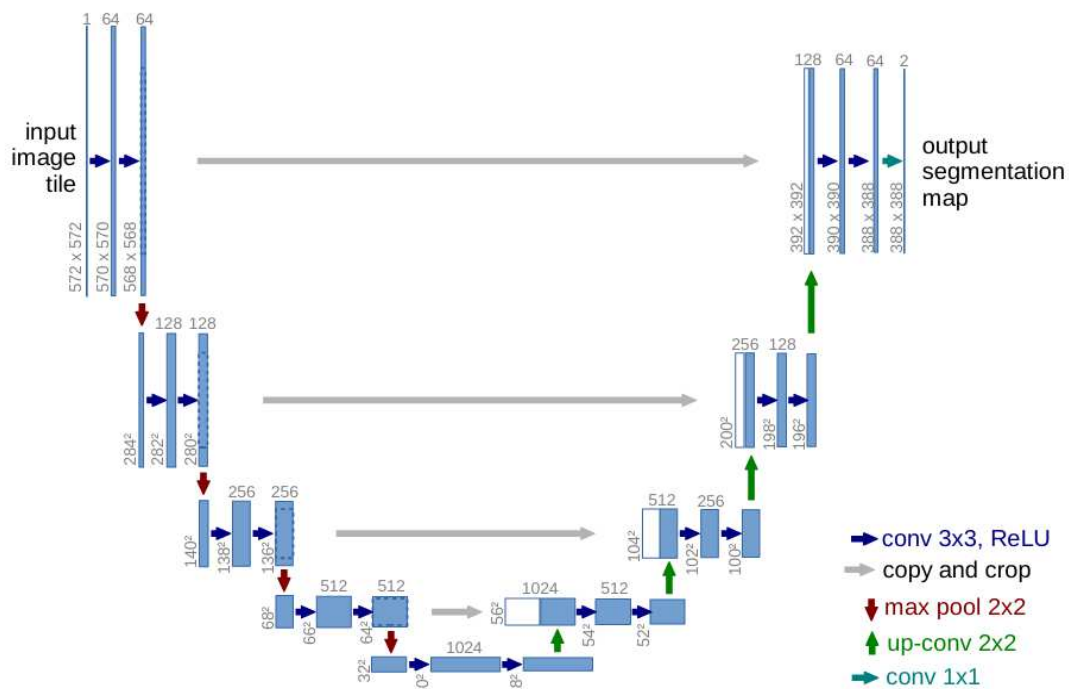 1 64 64
128 64 64 2
input
image
tile
output
segmentation
map
572 x 572
570 x 570
568 x 568
392 x 392
390 x 390
388 x 388
388 x 388
128 128
256 128
284²
282²
280²
200²
198²
196²
256 256
512 256
140²
138²
136²
104²
102²
100²
512 512
1024 512
68²
66²
64²
56²
54²
52²
1024
32²
0²
8²
conv 3x3, ReLU
copy and crop
max pool 2x2
up-conv 2x2
conv 1x1